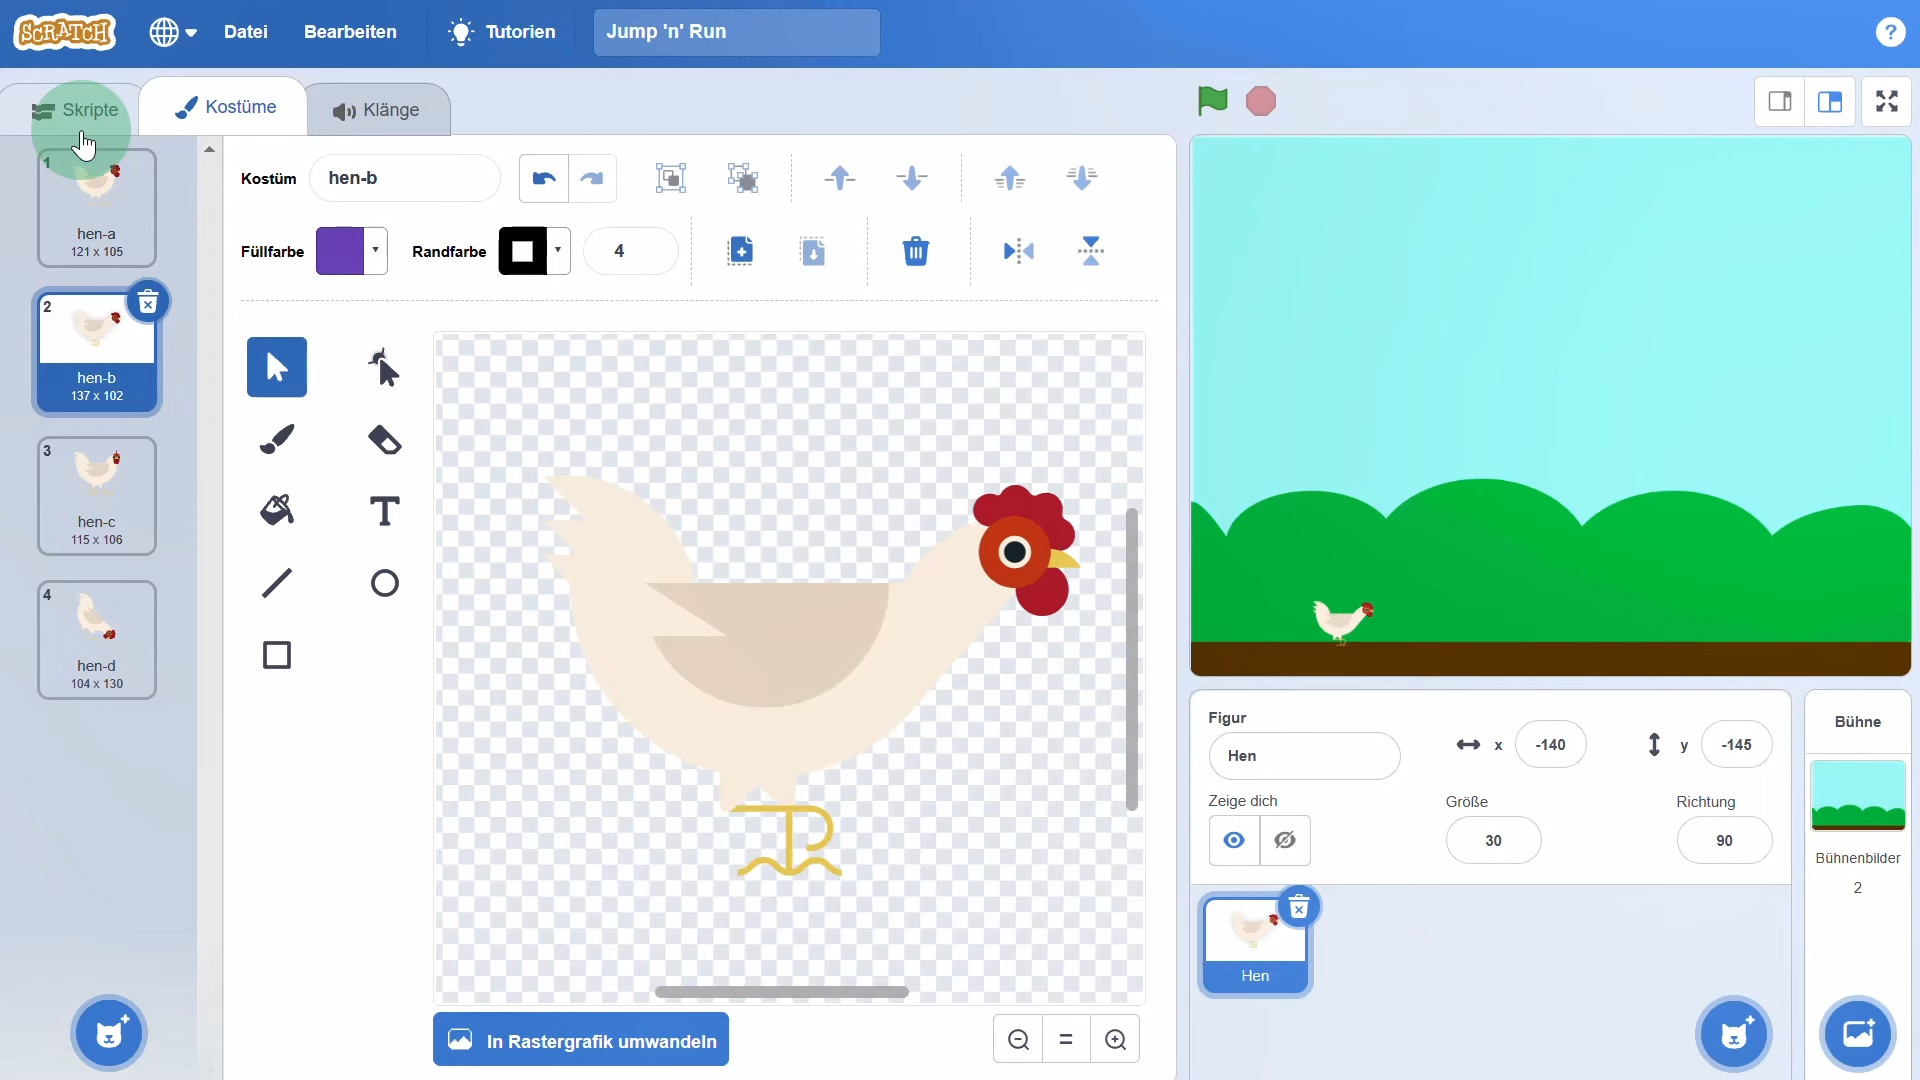 SCRATCH
Datei
Bearbeiten
Tutorien
Jump 'n' Run
?
Skripte
Kostüme
Klänge
1
hen-a
121 x 105
2
hen-b
137 x 102
3
hen-c
115 x 106
4
hen-d
104 x 130
Kostüm
hen-b
Füllfarbe
Randfarbe
4
In Rastergrafik umwandeln
Figur
Hen
x
-140
y
-145
Zeige dich
Größe
30
Richtung
90
Hen
Bühne
Bühnenbilder
2